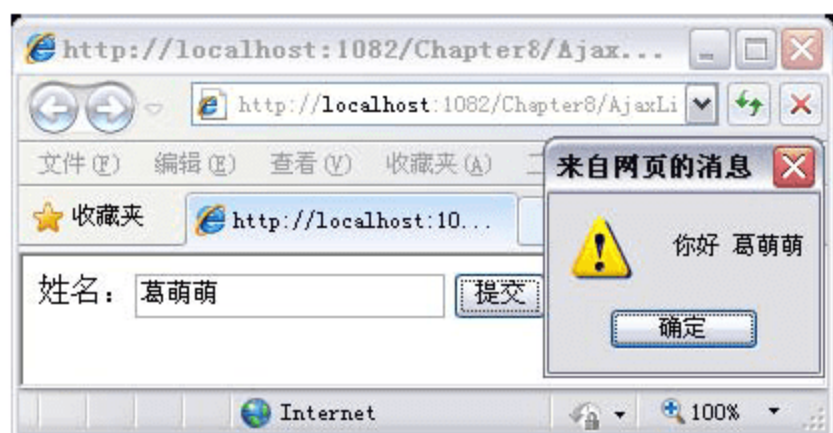 http://localhost:1082/Chapter8/Ajax...
http://localhost:1082/Chapter8/AjaxLi
文件(F) 编辑(E) 查看(V) 收藏夹(A)
来自网页的消息
收藏夹 http://localhost:10...
你好 葛萌萌
姓名： 葛萌萌 提交
确定
Internet 100%